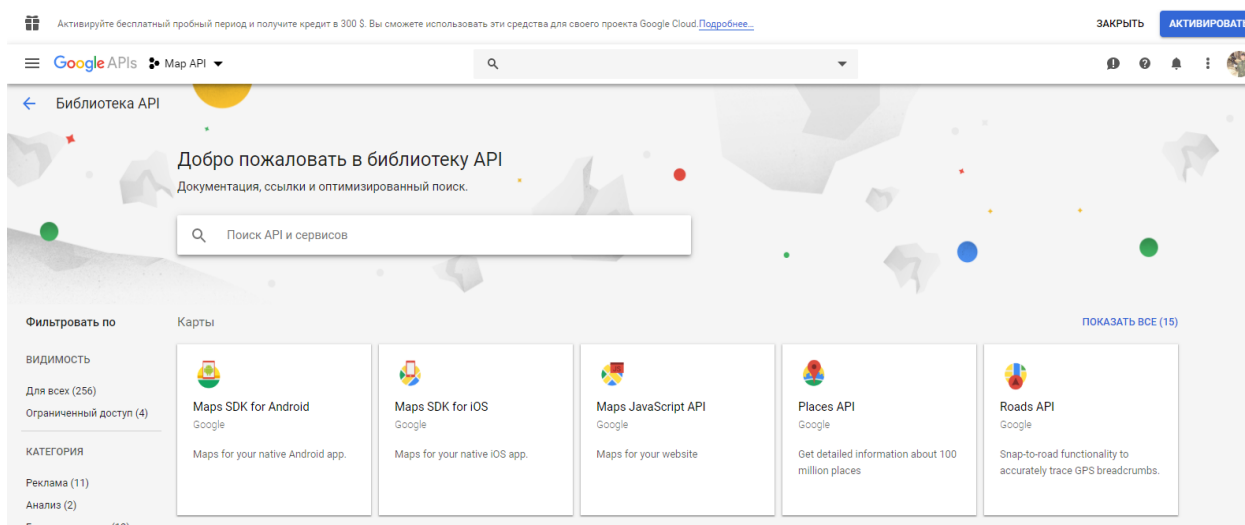 Активируйте бесплатный пробный период и получите кредит в 300 $. Вы сможете использовать эти средства для своего проекта Google Cloud.Подробнее...
ЗАКРЫТЬ
АКТИВИРОВАТЬ
Google APIs
Map API
Библиотека API
Добро пожаловать в библиотеку API
Документация, ссылки и оптимизированный поиск.
Поиск API и сервисов
Фильтровать по
ВИДИМОСТЬ
Для всех (256)
Ограниченный доступ (4)
КАТЕГОРИЯ
Реклама (11)
Анализ (2)
Карты
ПОКАЗАТЬ ВСЕ (15)
Maps SDK for Android
Google
Maps for your native Android app.
Maps SDK for iOS
Google
Maps for your native iOS app.
Maps JavaScript API
Google
Maps for your website
Places API
Google
Get detailed information about 100
million places
Roads API
Google
Snap-to-road functionality to
accurately trace GPS breadcrumbs.